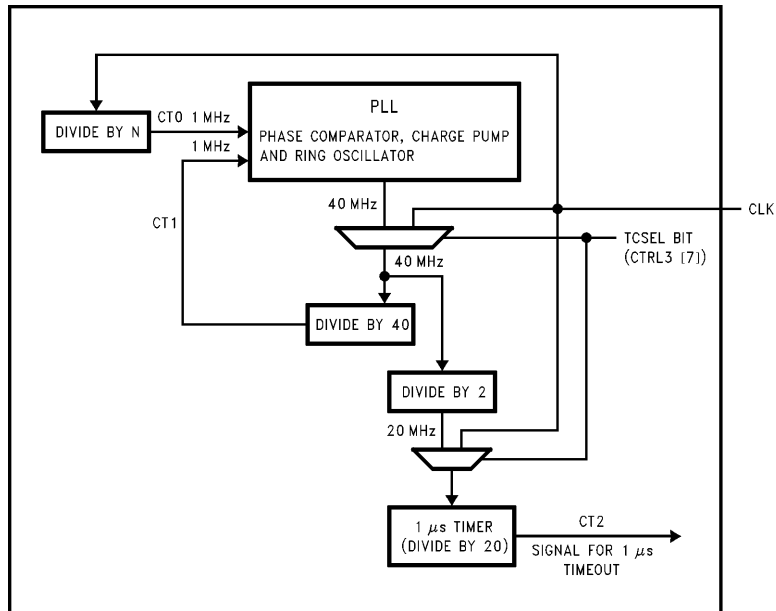 PLL
PHASE COMPARATOR, CHARGE PUMP
AND RING OSCILLATOR
DIVIDE BY N
CT0 1 MHz
1 MHz
CT1
40 MHz
CLK
TCSEL BIT
(CTRL3 [7])
40 MHz
DIVIDE BY 40
DIVIDE BY 2
20 MHz
1 μs TIMER
(DIVIDE BY 20)
CT2
SIGNAL FOR 1 μs
TIMEOUT